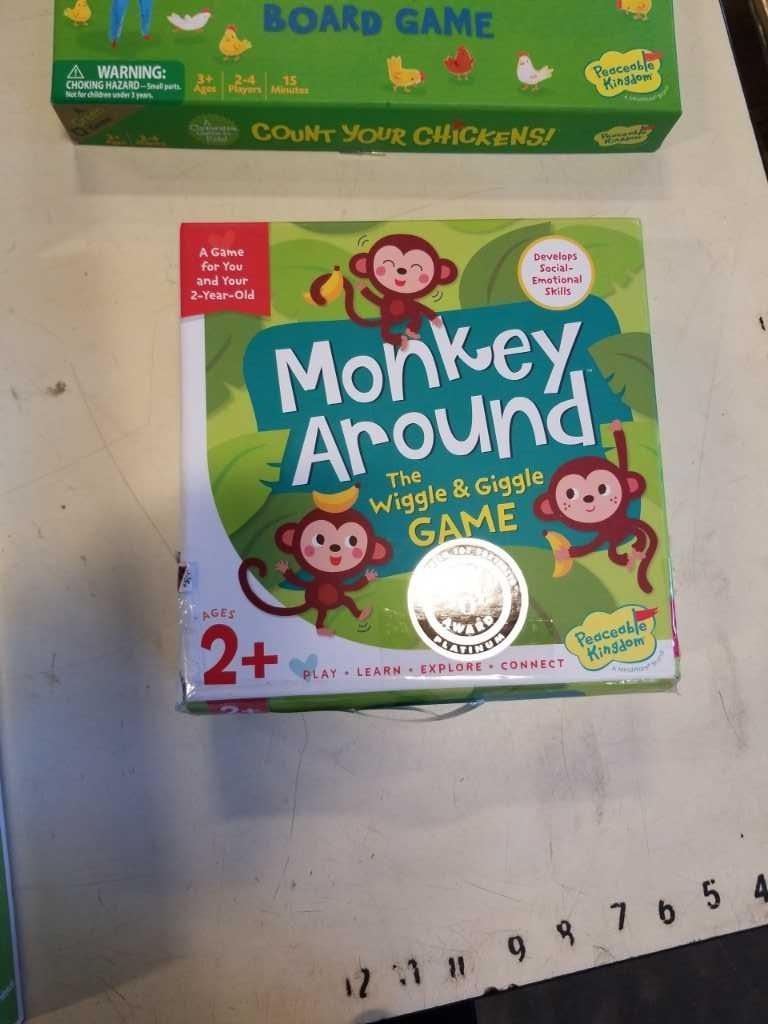 BOARD GAME
WARNING:
CHOKING HAZARD—Small parts.
Not for children under 3 years.
3+
Ages
2-4
Players
15
Minutes
Peaceable
Kingdom
COUNT YOUR CHICKENS!
Peaceable
Kingdom
A Game
for You
and Your
2-Year-Old
Develops
Social-
Emotional
Skills
Monkey
Around
The
Wiggle & Giggle
GAME
AWARD
PLATINUM
AGES
2+
PLAY • LEARN • EXPLORE • CONNECT
Peaceable
Kingdom
2+
12 11 9 8 7 6 5 4